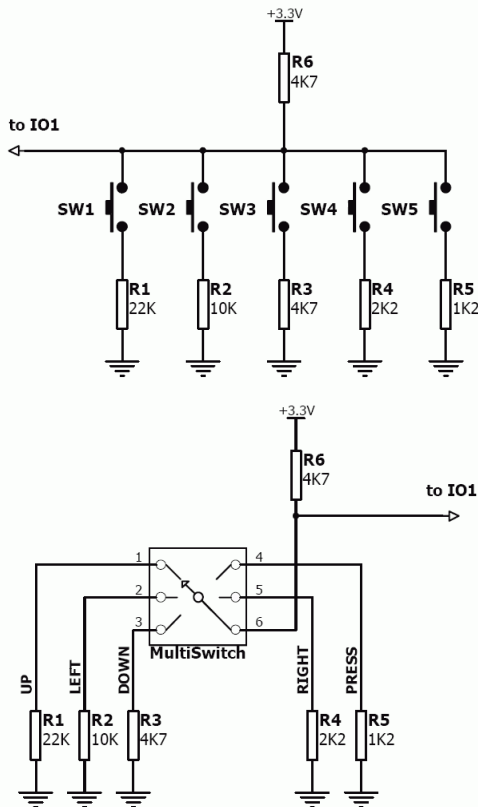 +3.3V
R6
4K7
to IO1
SW1 SW2 SW3 SW4 SW5
R1 R2 R3 R4 R5
22K 10K 4K7 2K2 1K2
+3.3V
R6
4K7
to IO1
1 4
2 5
3 6
MultiSwitch
UP LEFT DOWN RIGHT PRESS
R1 R2 R3 R4 R5
22K 10K 4K7 2K2 1K2